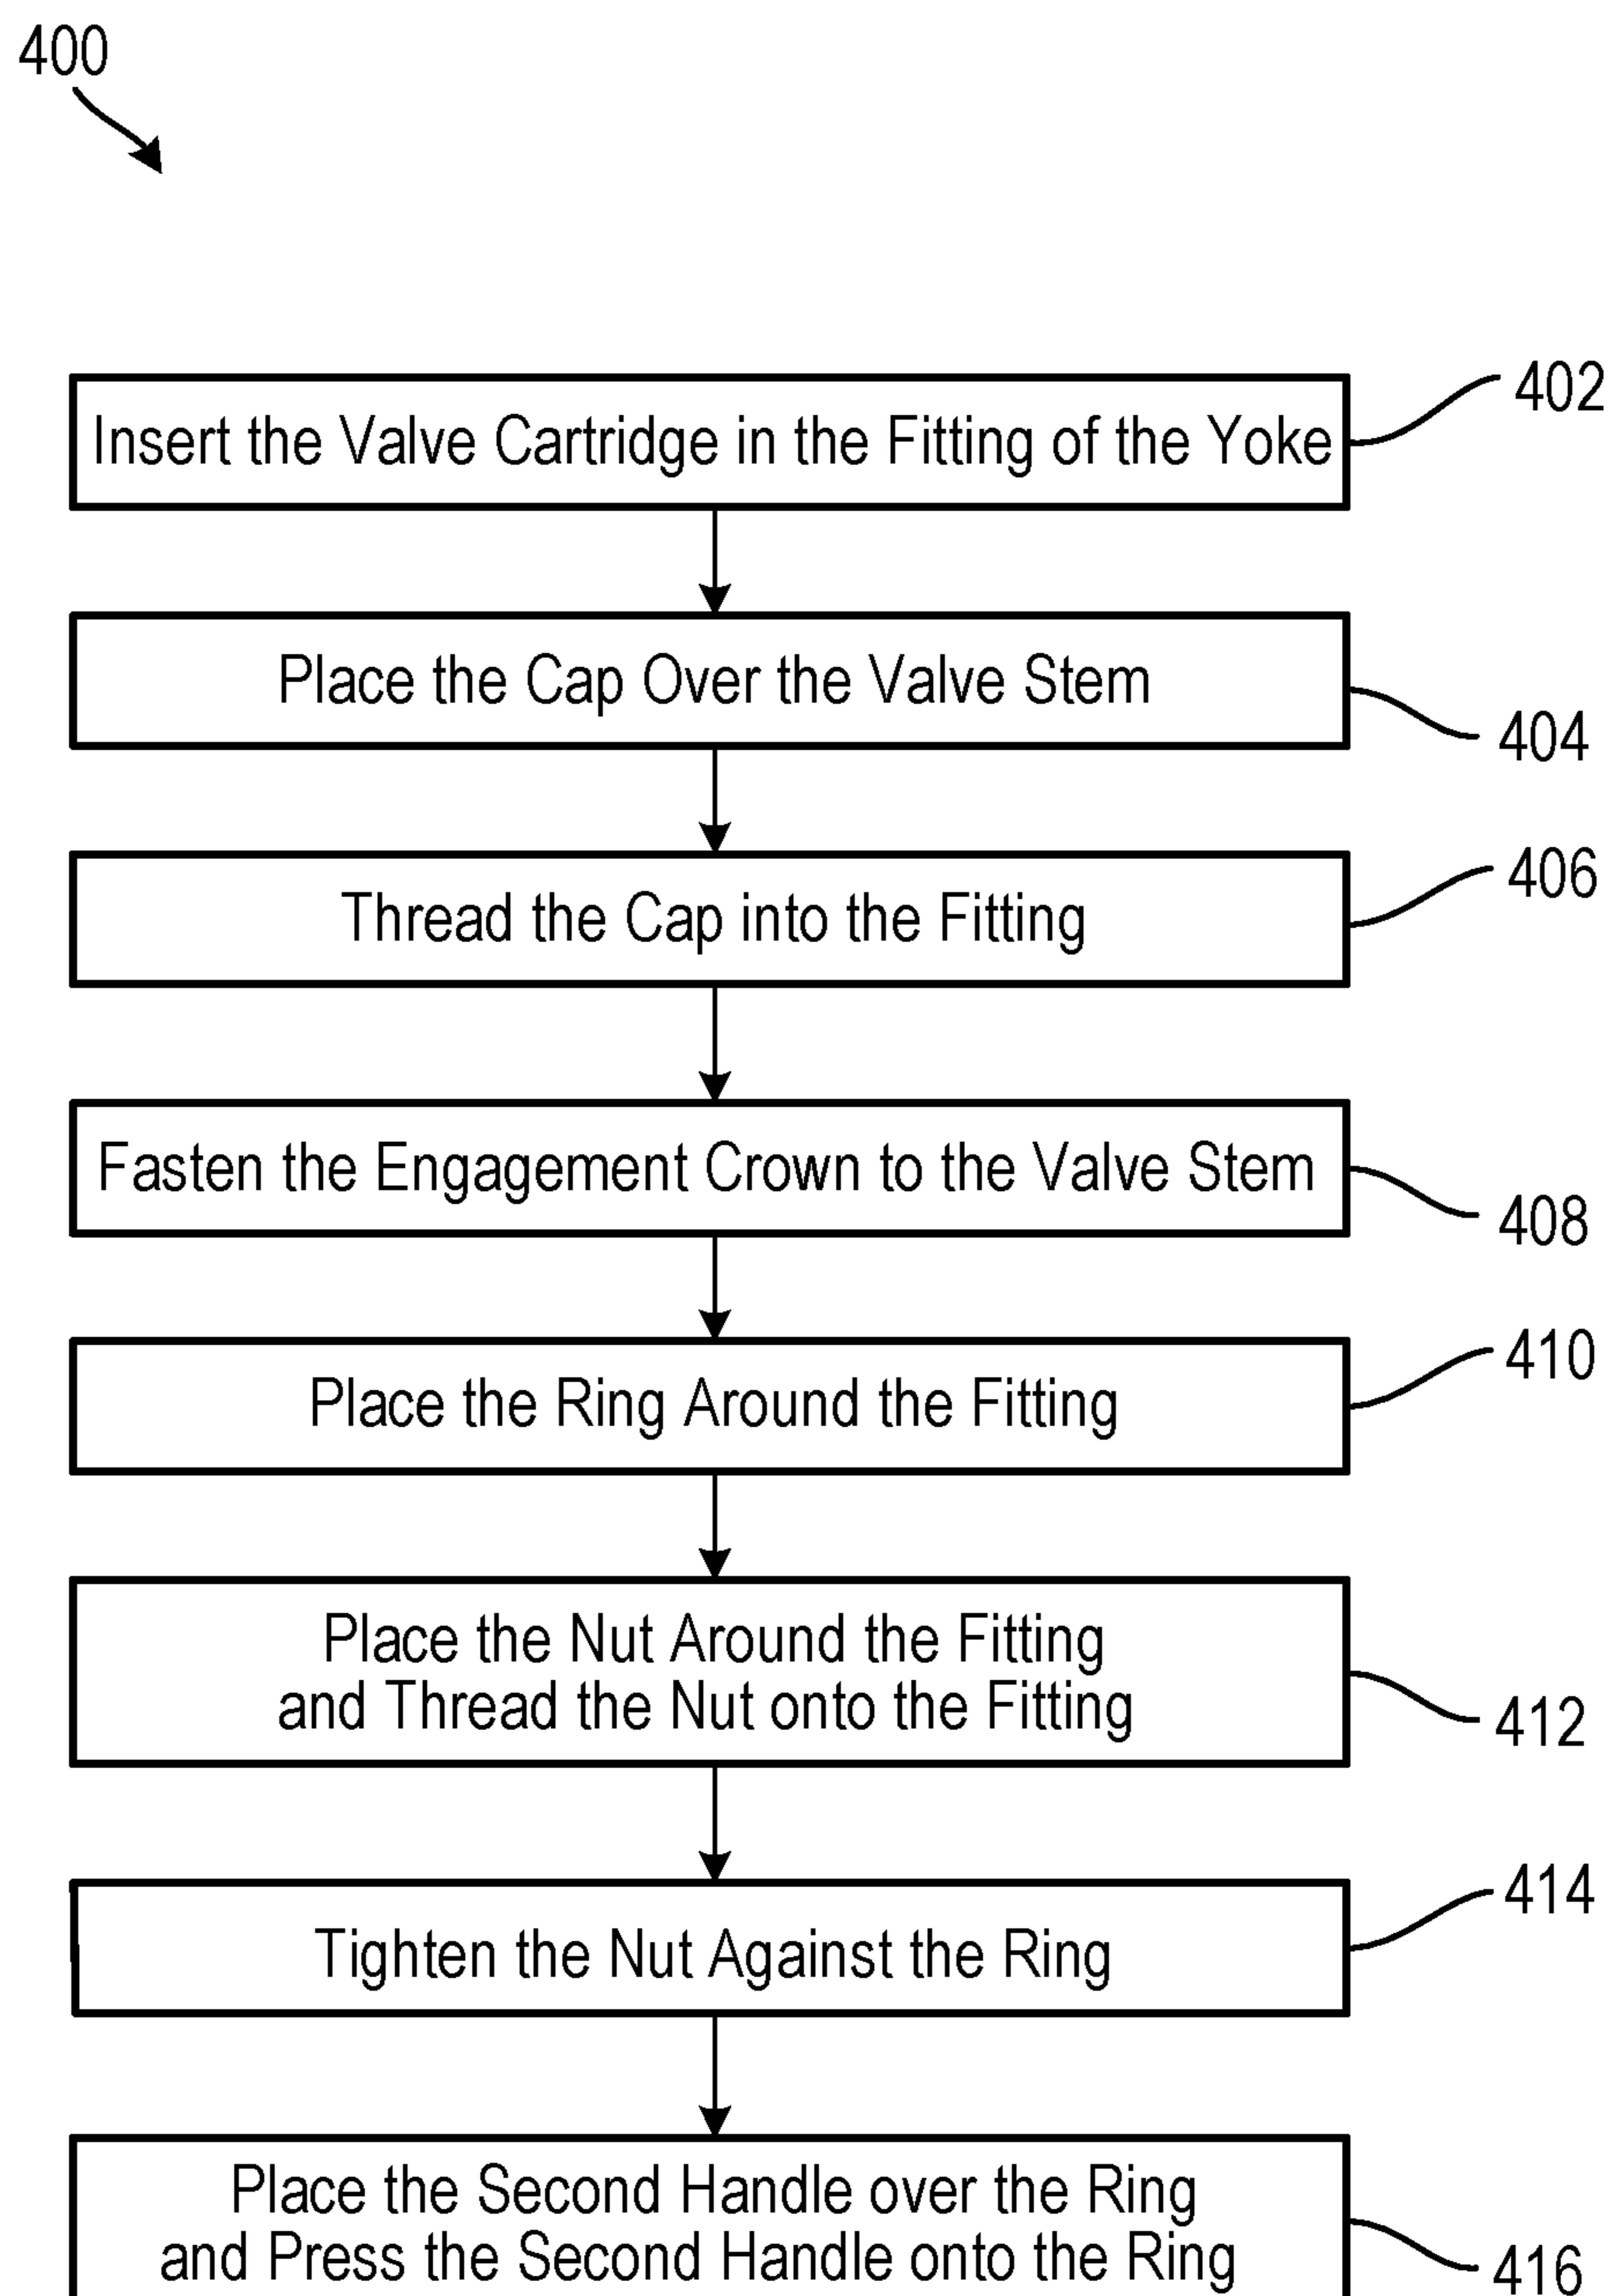 400
Insert the Valve Cartridge in the Fitting of the Yoke
402
Place the Cap Over the Valve Stem
404
Thread the Cap into the Fitting
406
Fasten the Engagement Crown to the Valve Stem
408
Place the Ring Around the Fitting
410
Place the Nut Around the Fitting
and Thread the Nut onto the Fitting
412
Tighten the Nut Against the Ring
414
Place the Second Handle over the Ring
and Press the Second Handle onto the Ring
416